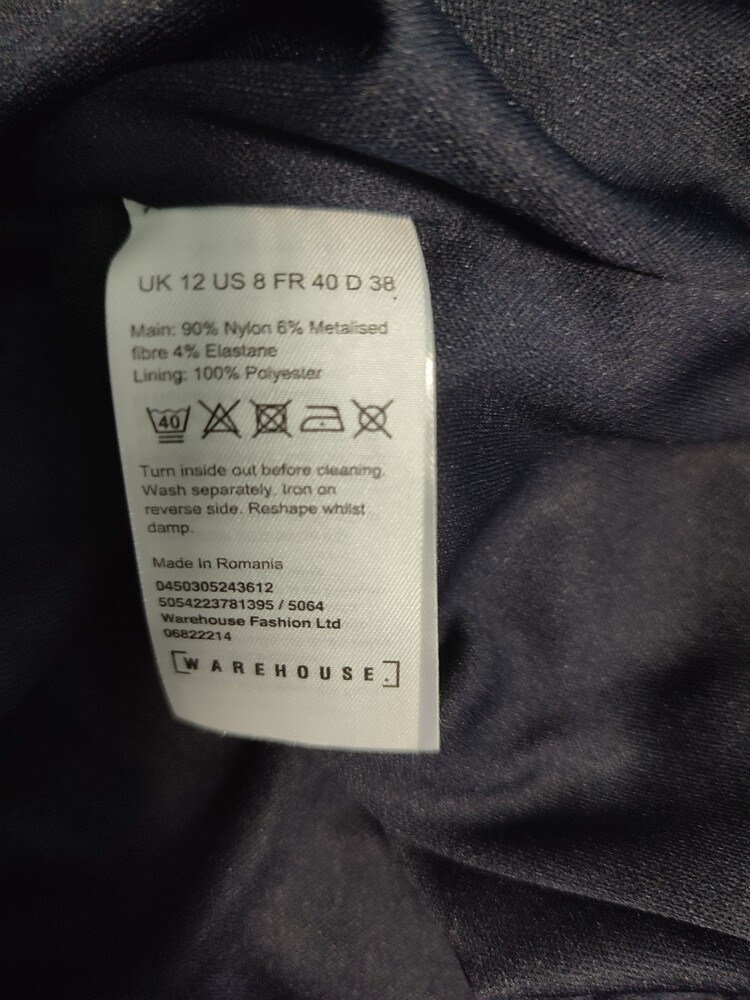 UK 12 US 8 FR 40 D 38
Main: 90% Nylon 6% Metalised
fibre 4% Elastane
Lining: 100% Polyester
40
Turn inside out before cleaning.
Wash separately. Iron on
reverse side. Reshape whilst
damp.
Made In Romania
0450305243612
5054223781395 / 5064
Warehouse Fashion Ltd
06822214
WAREHOUSE.